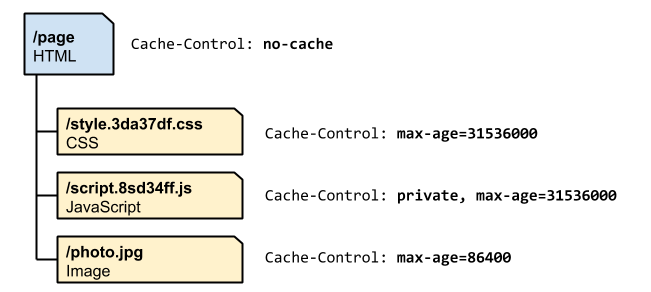 /page
HTML
Cache-Control: no-cache
/style.3da37df.css
CSS
Cache-Control: max-age=31536000
/script.8sd34ff.js
JavaScript
Cache-Control: private, max-age=31536000
/photo.jpg
Image
Cache-Control: max-age=86400